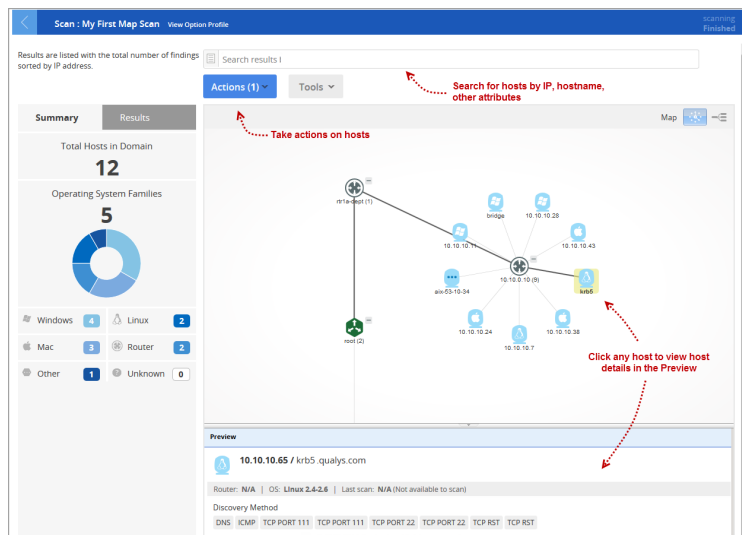 Scan : My First Map Scan View Option Profile
scanning
Finished
Results are listed with the total number of findings
sorted by IP address.
Search results
Actions (1)
Tools
Search for hosts by IP, hostname,
other attributes
Take actions on hosts
Summary
Results
Map
Total Hosts in Domain
12
Operating System Families
5
Windows 4
Linux 2
Mac 3
Router 2
Other 1
Unknown 0
rtr1a-dept (1)
bridge
10.10.10.28
10.10.10.11
10.10.10.43
10.10.0.10 (9)
aix-53-10-34
krb5
10.10.10.24
10.10.10.38
10.10.10.7
root (2)
Click any host to view host
details in the Preview
Preview
10.10.10.65 / krb5 .qualys.com
Router: N/A | OS: Linux 2.4-2.6 | Last scan: N/A (Not available to scan)
Discovery Method
DNS ICMP TCP PORT 111 TCP PORT 111 TCP PORT 22 TCP PORT 22 TCP RST TCP RST